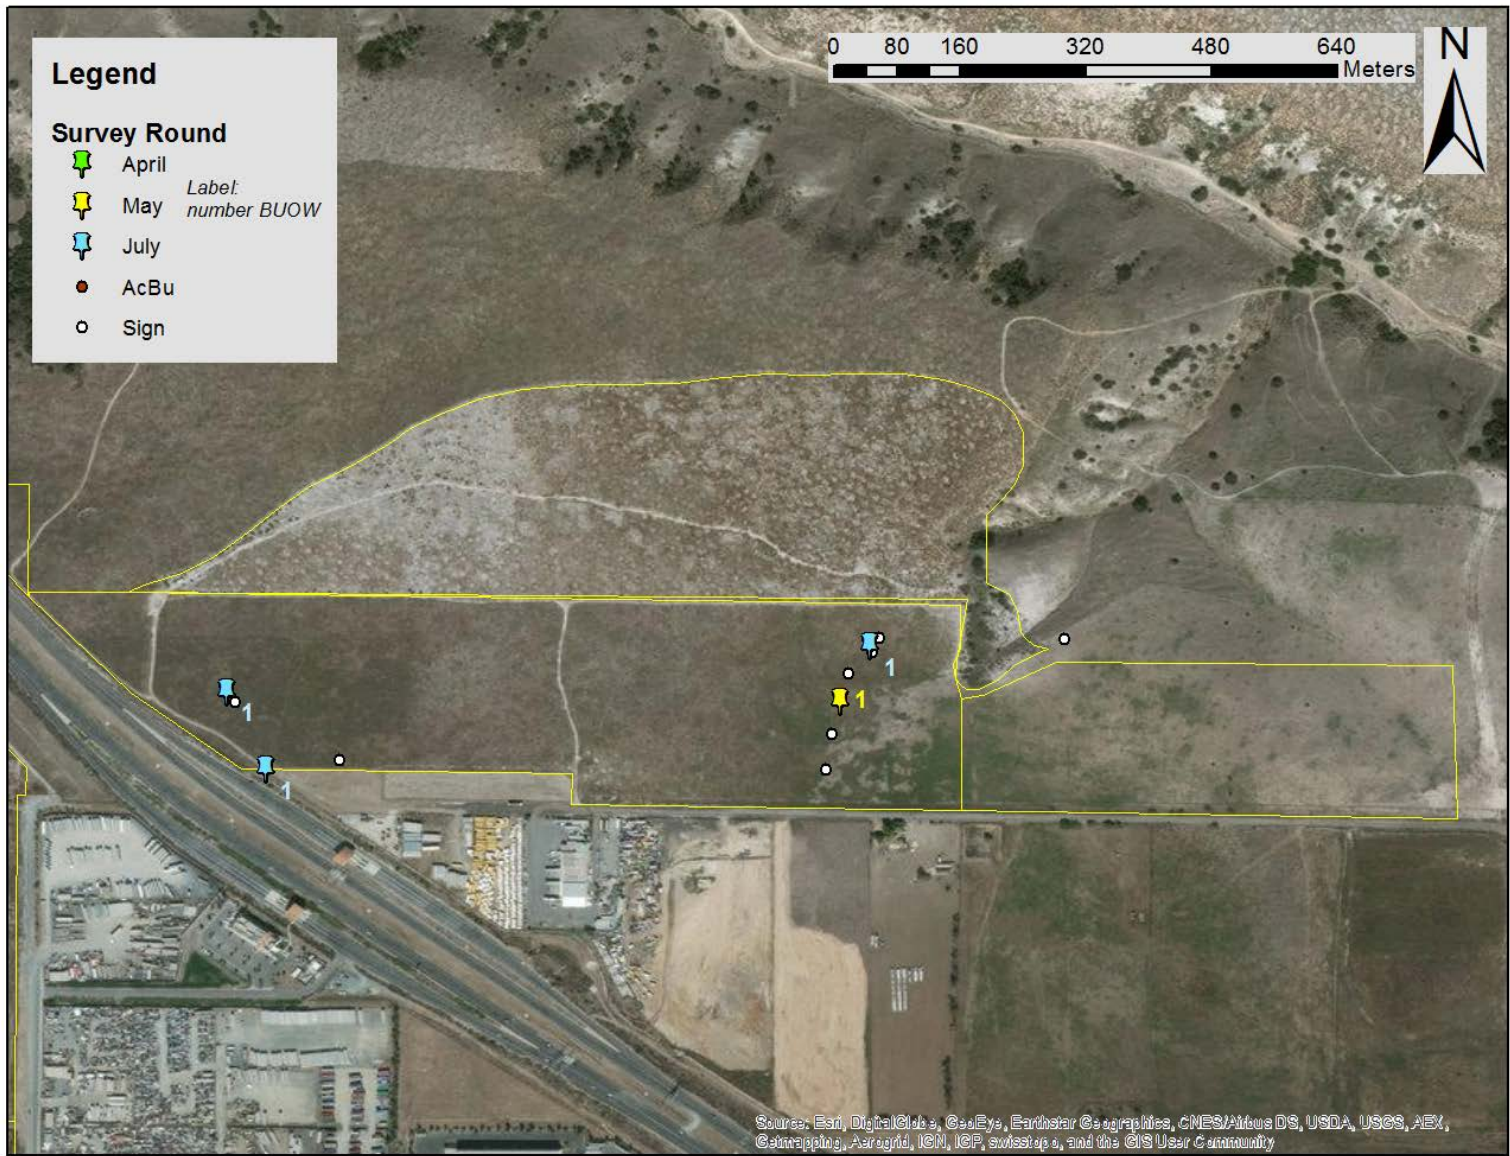 0 80 160 320 480 640
Meters
N
Legend
Survey Round
April
May
July
AcBu
Sign
Label:
number BUOW
1
1
1
1
Source: Esri, DigitalGlobe, GeoEye, Earthstar Geographics, CNES/Airbus DS, USDA, USGS, AEX,
Getmapping, Aerogrid, IGN, IGP, swisstopo, and the GIS User Community